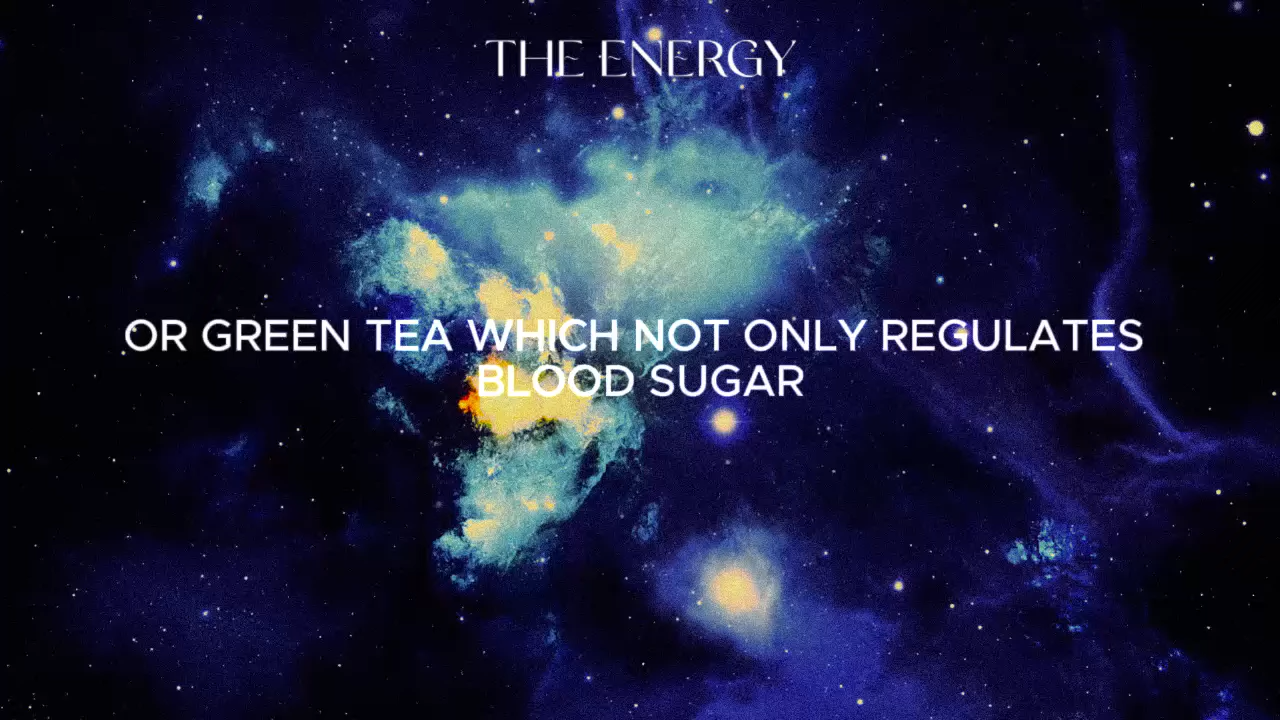 THE ENERGY
OR GREEN TEA WHICH NOT ONLY REGULATES
BLOOD SUGAR